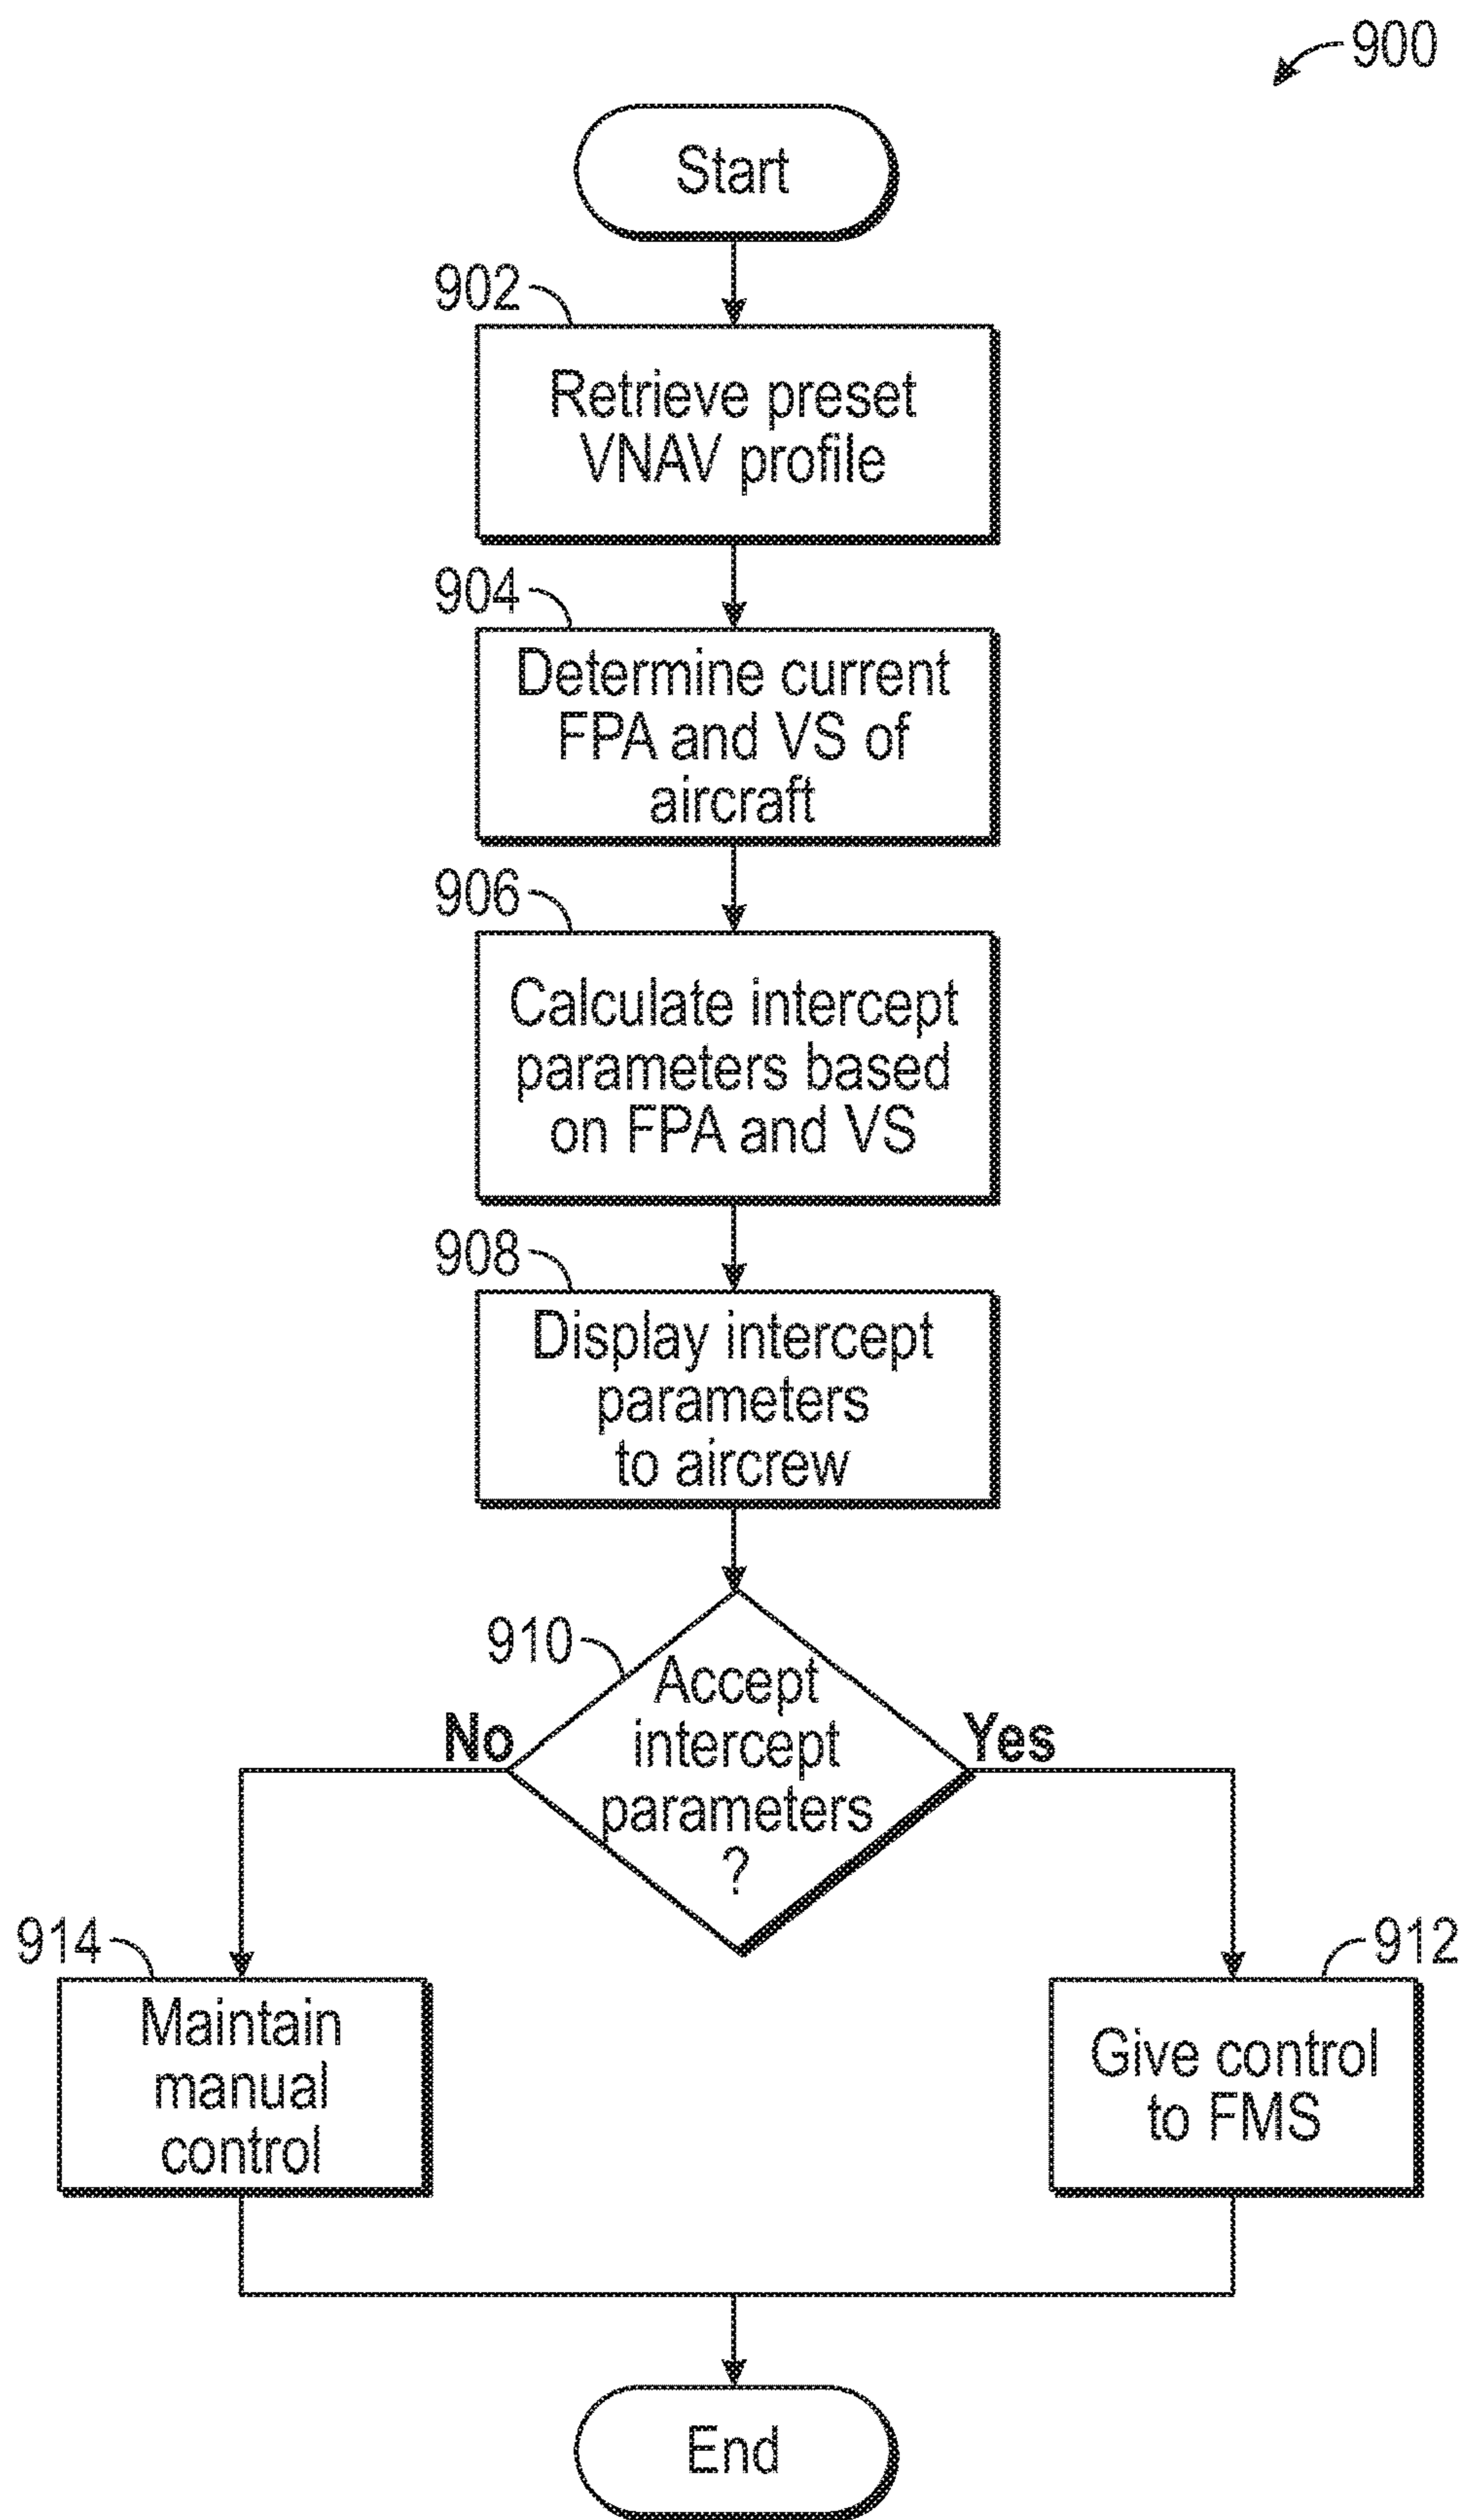 900
Start
902
Retrieve preset
VNAV profile
904
Determine current
FPA and VS of
aircraft
906
Calculate intercept
parameters based
on FPA and VS
908
Display intercept
parameters
to aircrew
910
Accept
intercept
parameters
?
No
Yes
914
Maintain
manual
control
912
Give control
to FMS
End